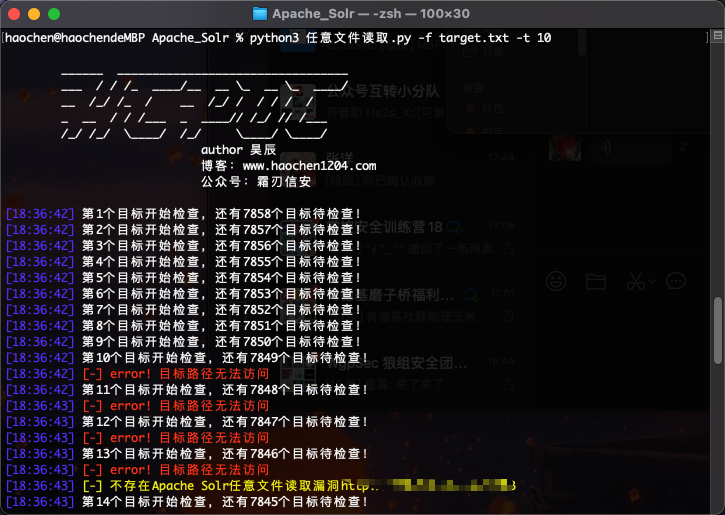 Apache_Solr — -zsh — 100×30
[haochen@haochendeMBP Apache_Solr % python3 任意文件读取.py -f target.txt -t 10 ]
author 昊辰
博客: www.haochen1204.com
公众号: 霜刃信安
[18:36:42] 第1个目标开始检查, 还有7858个目标待检查!
[18:36:42] 第2个目标开始检查, 还有7857个目标待检查!
[18:36:42] 第3个目标开始检查, 还有7856个目标待检查!
[18:36:42] 第4个目标开始检查, 还有7855个目标待检查!
[18:36:42] 第5个目标开始检查, 还有7854个目标待检查!
[18:36:42] 第6个目标开始检查, 还有7853个目标待检查!
[18:36:42] 第7个目标开始检查, 还有7852个目标待检查!
[18:36:42] 第8个目标开始检查, 还有7851个目标待检查!
[18:36:42] 第9个目标开始检查, 还有7850个目标待检查!
[18:36:42] 第10个目标开始检查, 还有7849个目标待检查!
[18:36:42] [-] error! 目标路径无法访问
[18:36:42] 第11个目标开始检查, 还有7848个目标待检查!
[18:36:43] [-] error! 目标路径无法访问
[18:36:43] 第12个目标开始检查, 还有7847个目标待检查!
[18:36:43] [-] error! 目标路径无法访问
[18:36:43] 第13个目标开始检查, 还有7846个目标待检查!
[18:36:43] [-] error! 目标路径无法访问
[18:36:43] [-] 不存在Apache Solr任意文件读取漏洞http
[18:36:43] 第14个目标开始检查, 还有7845个目标待检查!